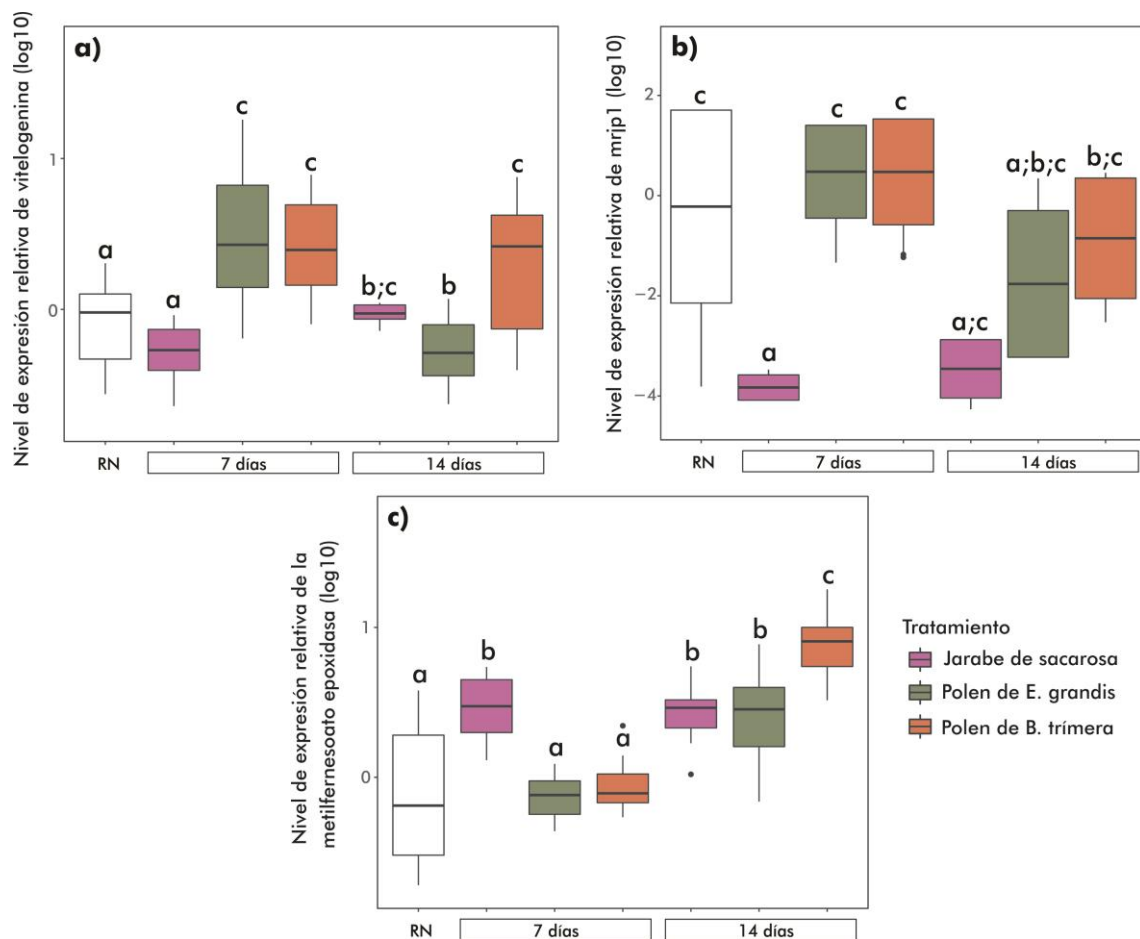 a)
Nivel de expresión relativa de vitelogenina (log10)
1
0
a
a
c
c
b;c
b
c
RN
7 días
14 días
b)
Nivel de expresión relativa de mrjp1 (log10)
2
0
−2
−4
c
a
c
c
a;c
a;b;c
b;c
RN
7 días
14 días
c)
Nivel de expresión relativa de la
metilfernesoato epoxidasa (log10)
1
0
a
b
a
a
b
b
c
RN
7 días
14 días
Tratamiento
Jarabe de sacarosa
Polen de E. grandis
Polen de B. trímera